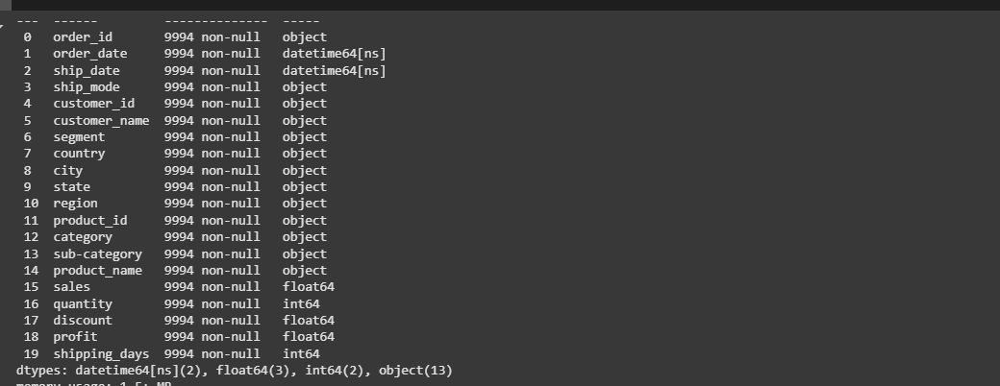 ---  ------         --------------  -----
0   order_id       9994 non-null   object
1   order_date     9994 non-null   datetime64[ns]
2   ship_date      9994 non-null   datetime64[ns]
3   ship_mode      9994 non-null   object
4   customer_id    9994 non-null   object
5   customer_name  9994 non-null   object
6   segment        9994 non-null   object
7   country        9994 non-null   object
8   city           9994 non-null   object
9   state          9994 non-null   object
10  region         9994 non-null   object
11  product_id     9994 non-null   object
12  category       9994 non-null   object
13  sub-category   9994 non-null   object
14  product_name   9994 non-null   object
15  sales          9994 non-null   float64
16  quantity       9994 non-null   int64
17  discount       9994 non-null   float64
18  profit         9994 non-null   float64
19  shipping_days  9994 non-null   int64
dtypes: datetime64[ns](2), float64(3), int64(2), object(13)
memory usage: MB